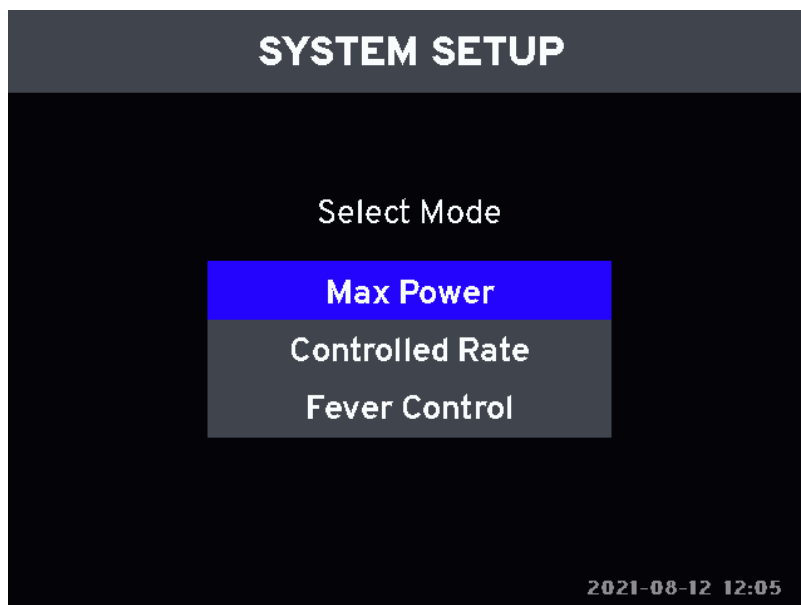 SYSTEM SETUP
Select Mode
Max Power
Controlled Rate
Fever Control
2021-08-12 12:05